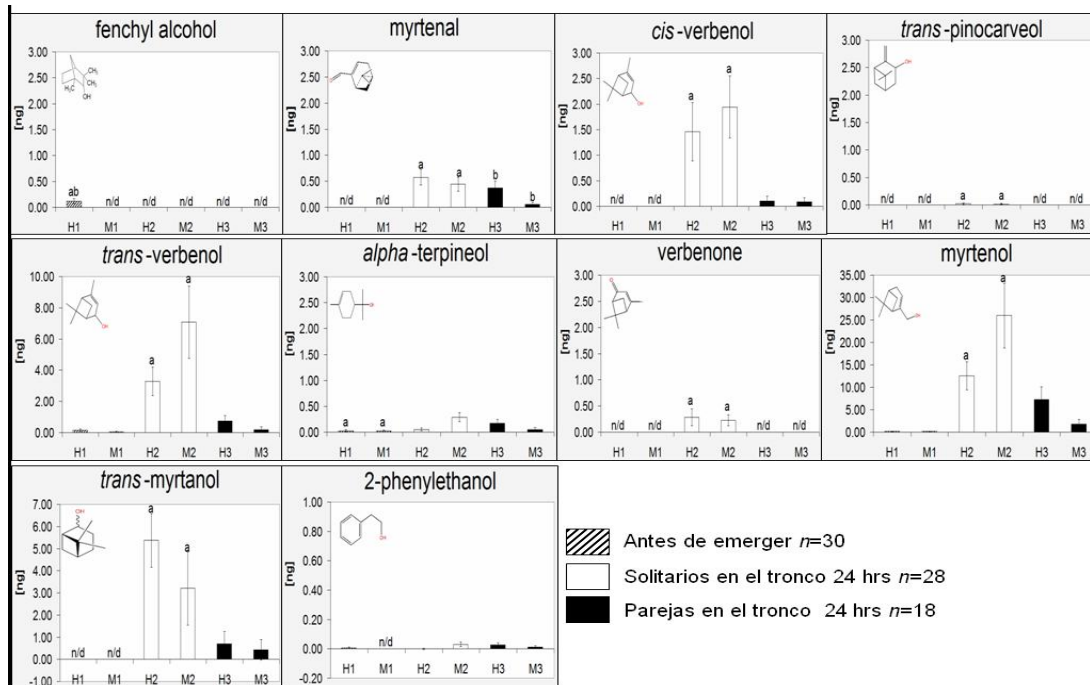 fenchyl alcohol
3.00
2.50
2.00
1.50
1.00
0.50
0.00
[ng]
H₃C
CH₃
CH₃
OH
ab
n/d n/d n/d n/d n/d
H1 M1 H2 M2 H3 M3
myrtenal
3.00
2.50
2.00
1.50
1.00
0.50
0.00
[ng]
O
n/d n/d a a b b
H1 M1 H2 M2 H3 M3
cis-verbenol
3.00
2.50
2.00
1.50
1.00
0.50
0.00
[ng]
OH
n/d n/d a a
H1 M1 H2 M2 H3 M3
trans-pinocarveol
3.00
2.50
2.00
1.50
1.00
0.50
0.00
[ng]
OH
n/d n/d a a n/d n/d
H1 M1 H2 M2 H3 M3
trans-verbenol
10.00
8.00
6.00
4.00
2.00
0.00
[ng]
OH
a a
H1 M1 H2 M2 H3 M3
alpha-terpineol
3.00
2.50
2.00
1.50
1.00
0.50
0.00
[ng]
OH
a a
H1 M1 H2 M2 H3 M3
verbenone
3.00
2.50
2.00
1.50
1.00
0.50
0.00
[ng]
O
n/d n/d a a n/d n/d
H1 M1 H2 M2 H3 M3
myrtenol
35.00
30.00
25.00
20.00
15.00
10.00
5.00
0.00
[ng]
OH
a a
H1 M1 H2 M2 H3 M3
trans-myrtanol
7.00
6.00
5.00
4.00
3.00
2.00
1.00
0.00
-1.00
[ng]
OH
n/d n/d a a
H1 M1 H2 M2 H3 M3
2-phenylethanol
1.00
0.80
0.60
0.40
0.20
0.00
-0.20
[ng]
OH
n/d
H1 M1 H2 M2 H3 M3
Antes de emerger n=30
Solitarios en el tronco 24 hrs n=28
Parejas en el tronco 24 hrs n=18